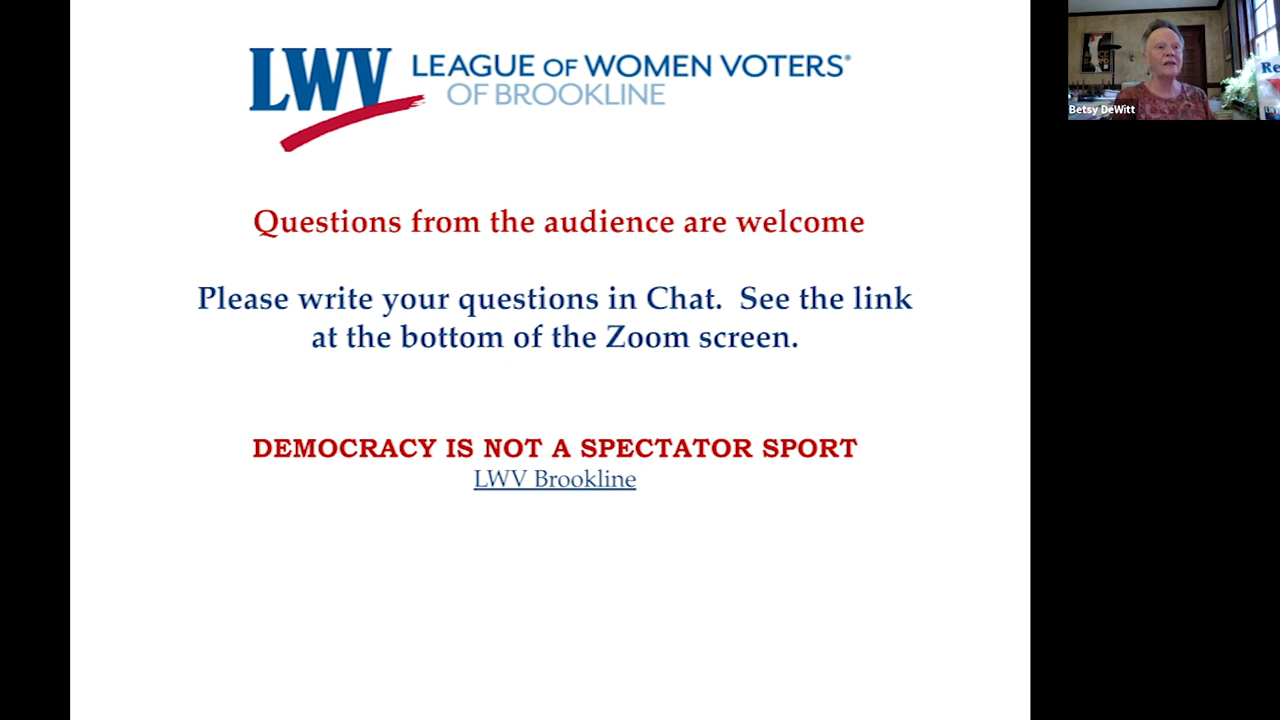 LWV LEAGUE OF WOMEN VOTERS®
OF BROOKLINE
Questions from the audience are welcome
Please write your questions in Chat. See the link
at the bottom of the Zoom screen.
DEMOCRACY IS NOT A SPECTATOR SPORT
LWV Brookline
Betsy DeWitt